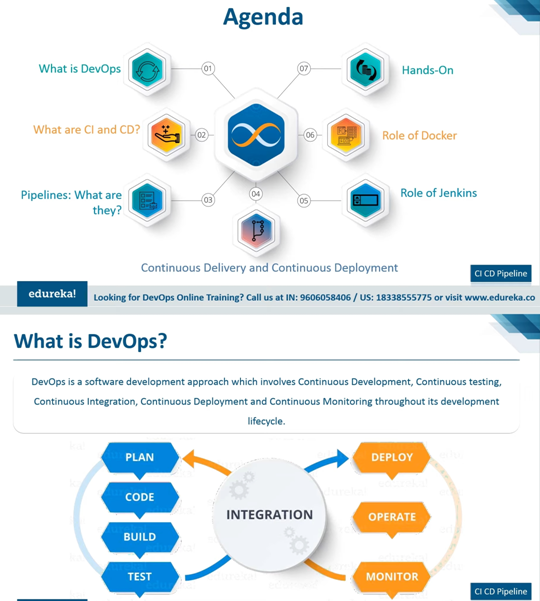 Agenda
What is DevOps
01
What are CI and CD?
02
Pipelines: What are
they?
03
04
Continuous Delivery and Continuous Deployment
05
Role of Jenkins
06
Role of Docker
07
Hands-On
CI CD Pipeline
edureka!
Looking for DevOps Online Training? Call us at IN: 9606058406 / US: 18338555775 or visit www.edureka.co
What is DevOps?
DevOps is a software development approach which involves Continuous Development, Continuous testing,
Continuous Integration, Continuous Deployment and Continuous Monitoring throughout its development
lifecycle.
PLAN
CODE
BUILD
TEST
INTEGRATION
DEPLOY
OPERATE
MONITOR
CI CD Pipeline